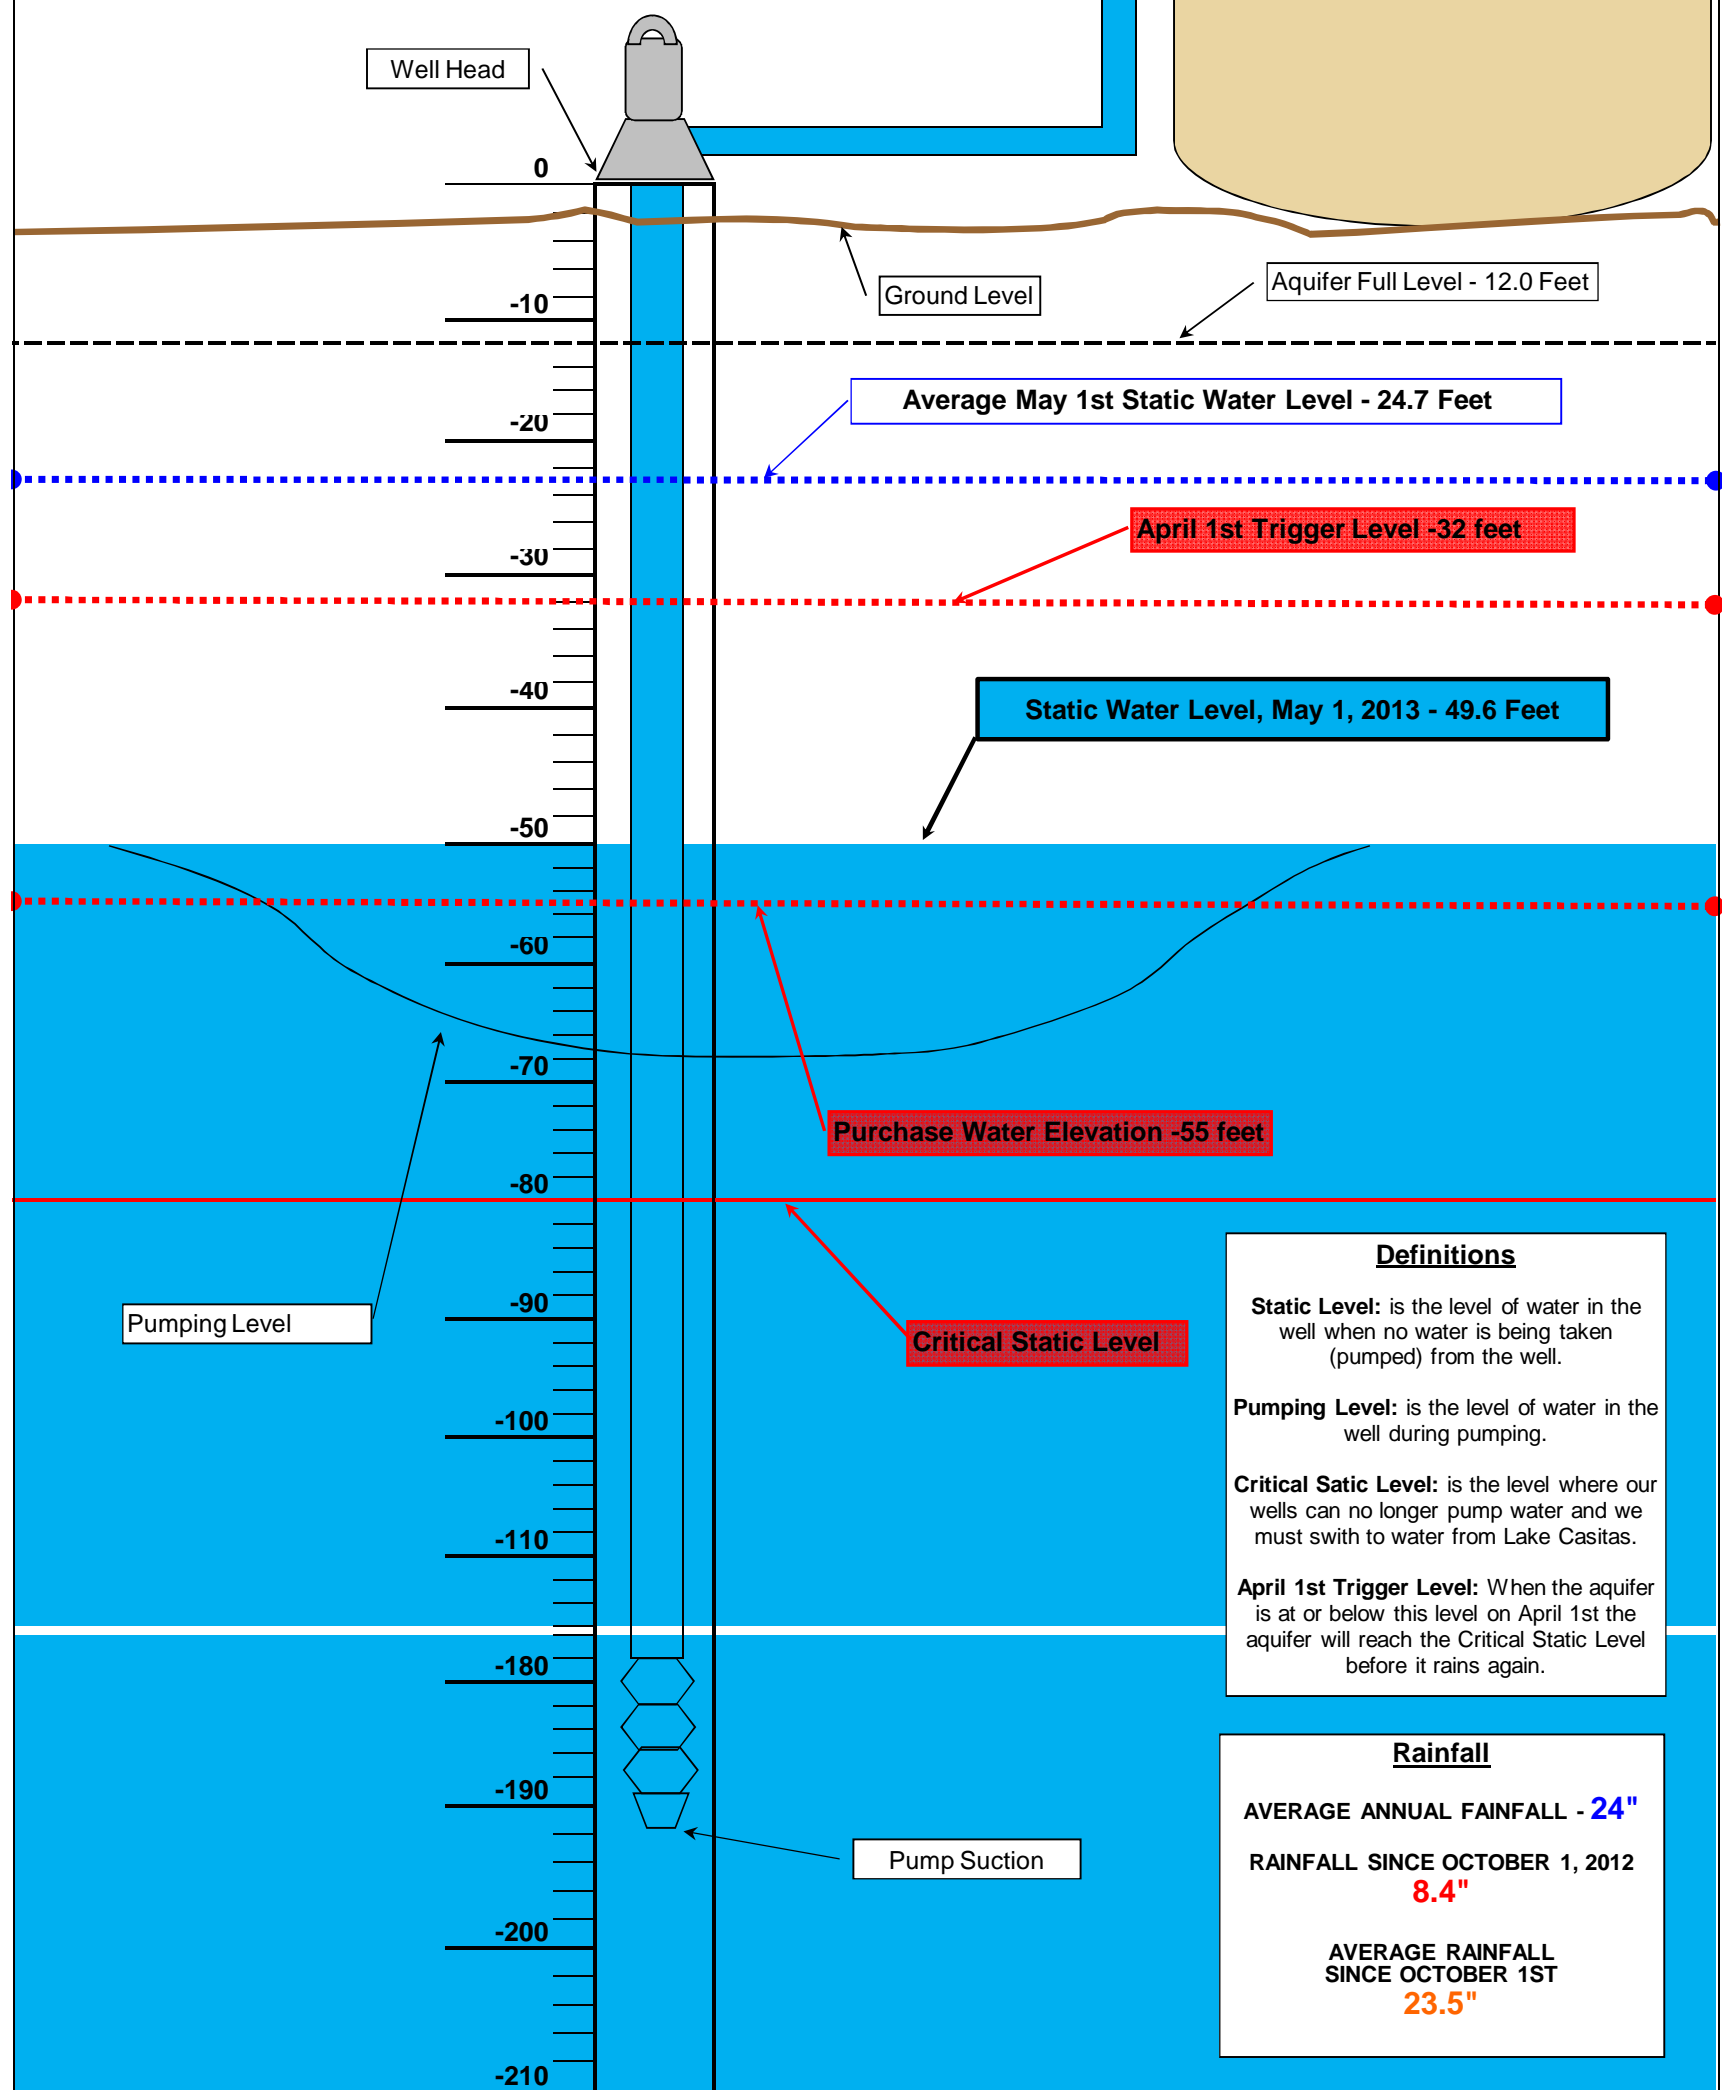 Well Head
0
Ground Level
Aquifer Full Level - 12.0 Feet
-10
Average May 1st Static Water Level - 24.7 Feet
-20
April 1st Trigger Level -32 feet
-30
-40
Static Water Level, May 1, 2013 - 49.6 Feet
-50
-60
-70
Purchase Water Elevation -55 feet
-80
-90
Pumping Level
Critical Static Level
-100
-110
Definitions
Static Level: is the level of water in the
well when no water is being taken
(pumped) from the well.
Pumping Level: is the level of water in the
well during pumping.
Critical Satic Level: is the level where our
wells can no longer pump water and we
must swith to water from Lake Casitas.
April 1st Trigger Level: When the aquifer
is at or below this level on April 1st the
aquifer will reach the Critical Static Level
before it rains again.
-180
-190
Pump Suction
-200
-210
Rainfall
AVERAGE ANNUAL FAINFALL - 24"
RAINFALL SINCE OCTOBER 1, 2012
8.4"
AVERAGE RAINFALL
SINCE OCTOBER 1ST
23.5"